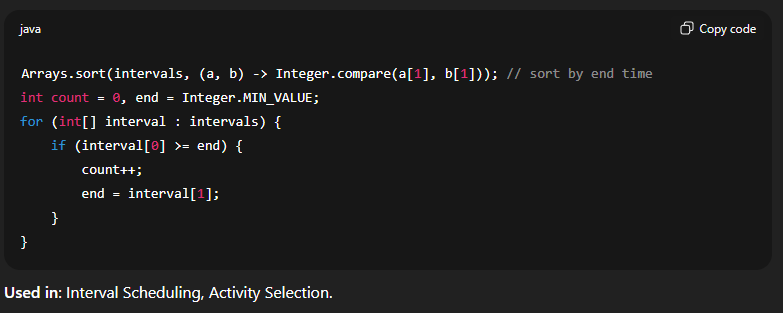 java
Copy code
Arrays.sort(intervals, (a, b) -> Integer.compare(a[1], b[1])); // sort by end time
int count = 0, end = Integer.MIN_VALUE;
for (int[] interval : intervals) {
    if (interval[0] >= end) {
        count++;
        end = interval[1];
    }
}
Used in: Interval Scheduling, Activity Selection.